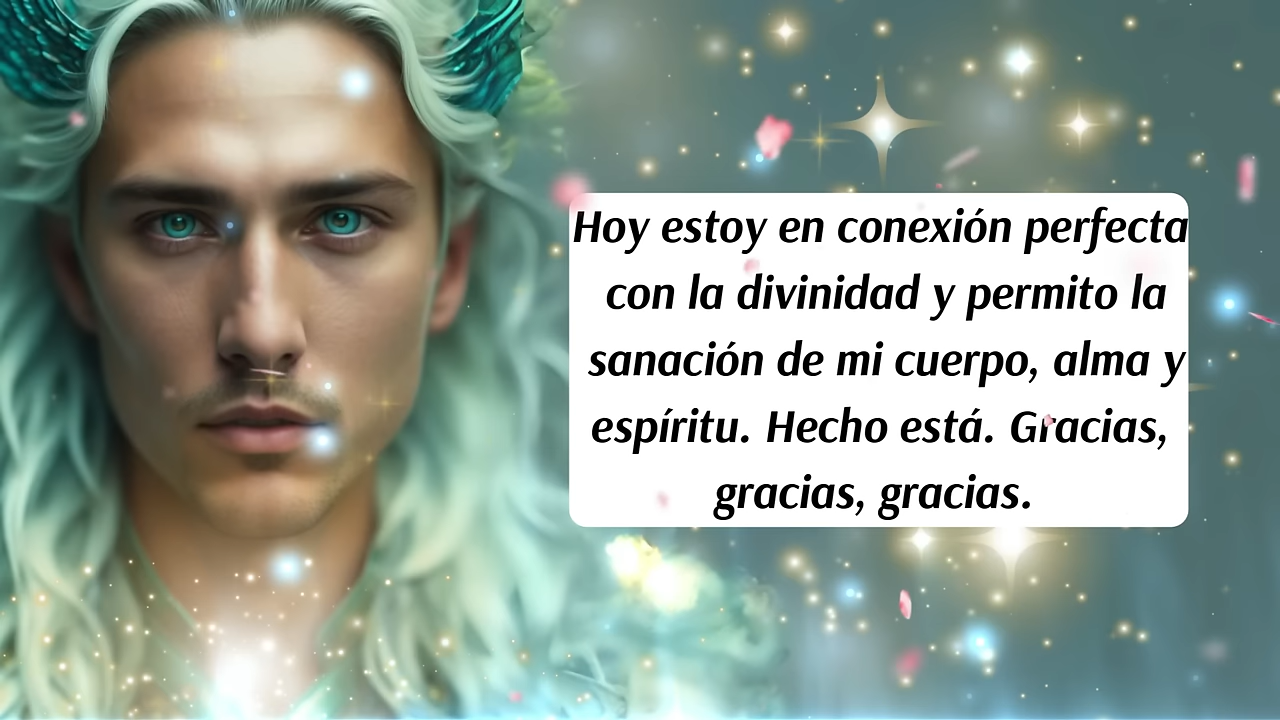 Hoy estoy en conexión perfecta
con la divinidad y permito la
sanación de mi cuerpo, alma y
espíritu. Hecho está. Gracias,
gracias, gracias.